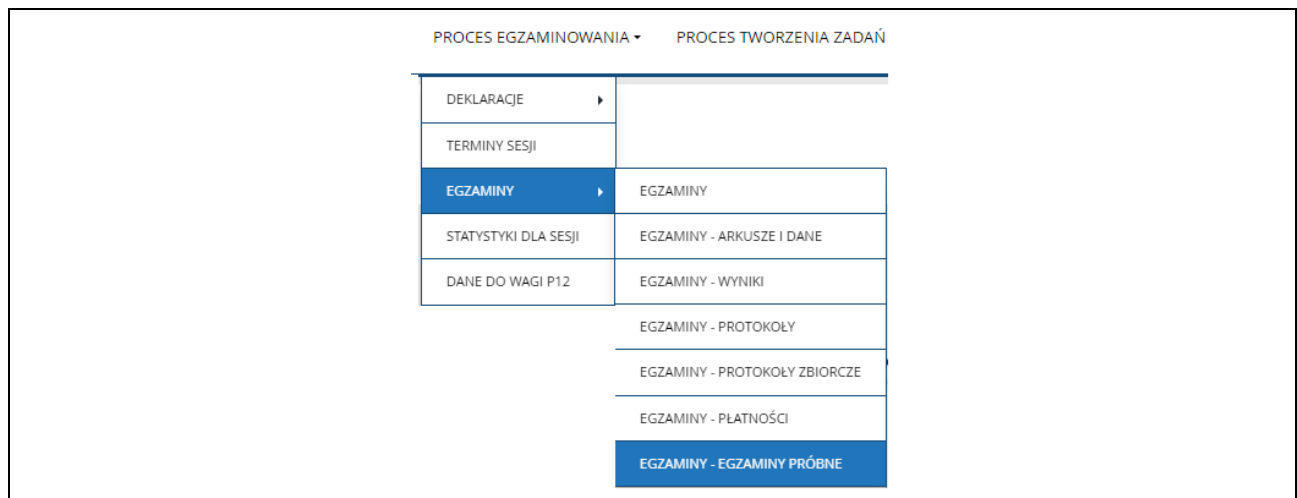 PROCES EGZAMINOWANIA PROCES TWORZENIA ZADAŃ
DEKLARACJE
TERMINY SESJI
EGZAMINY
STATYSTYKI DLA SESJI
DANE DO WAGI P12
EGZAMINY
EGZAMINY - ARKUSZE I DANE
EGZAMINY - WYNIKI
EGZAMINY - PROTOKOŁY
EGZAMINY - PROTOKOŁY ZBIORCZE
EGZAMINY - PŁATNOŚCI
EGZAMINY - EGZAMINY PRÓBNE